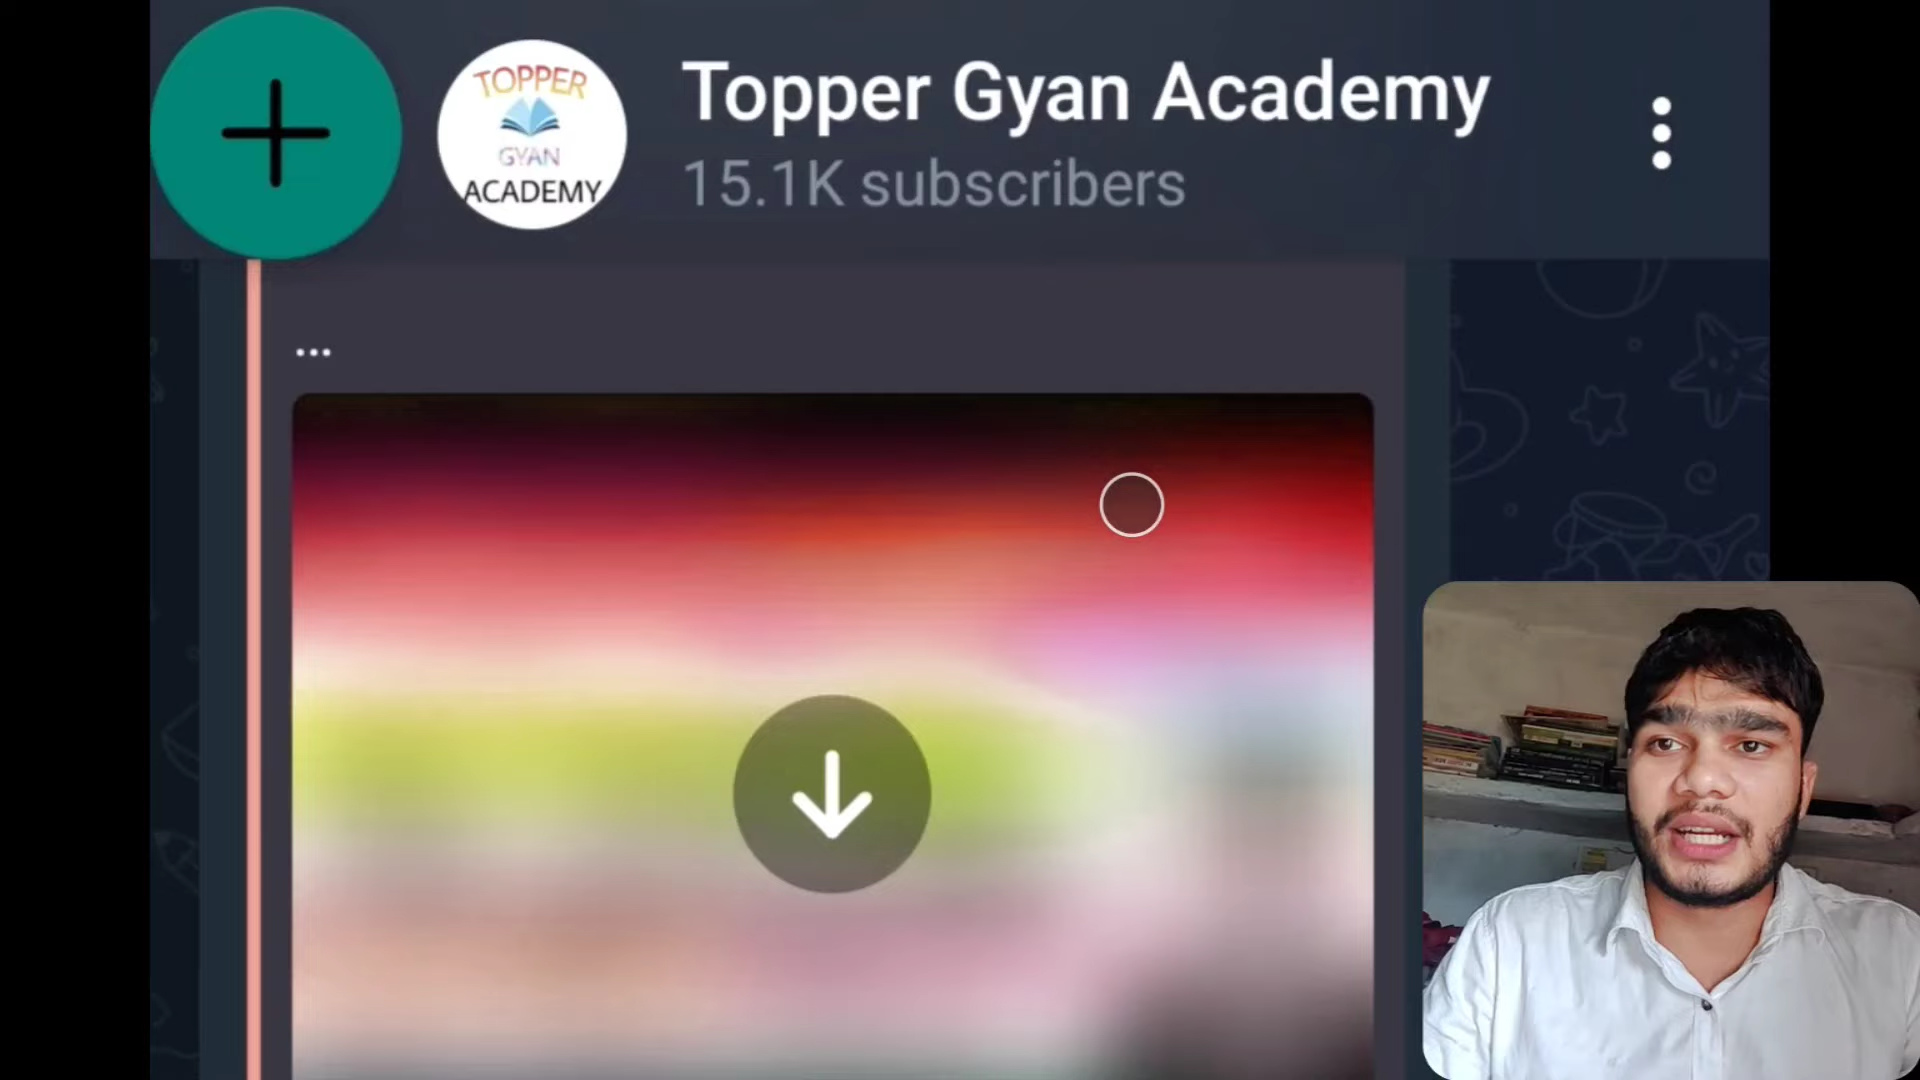 TOPPER
GYAN
ACADEMY
Topper Gyan Academy
15.1K subscribers
...